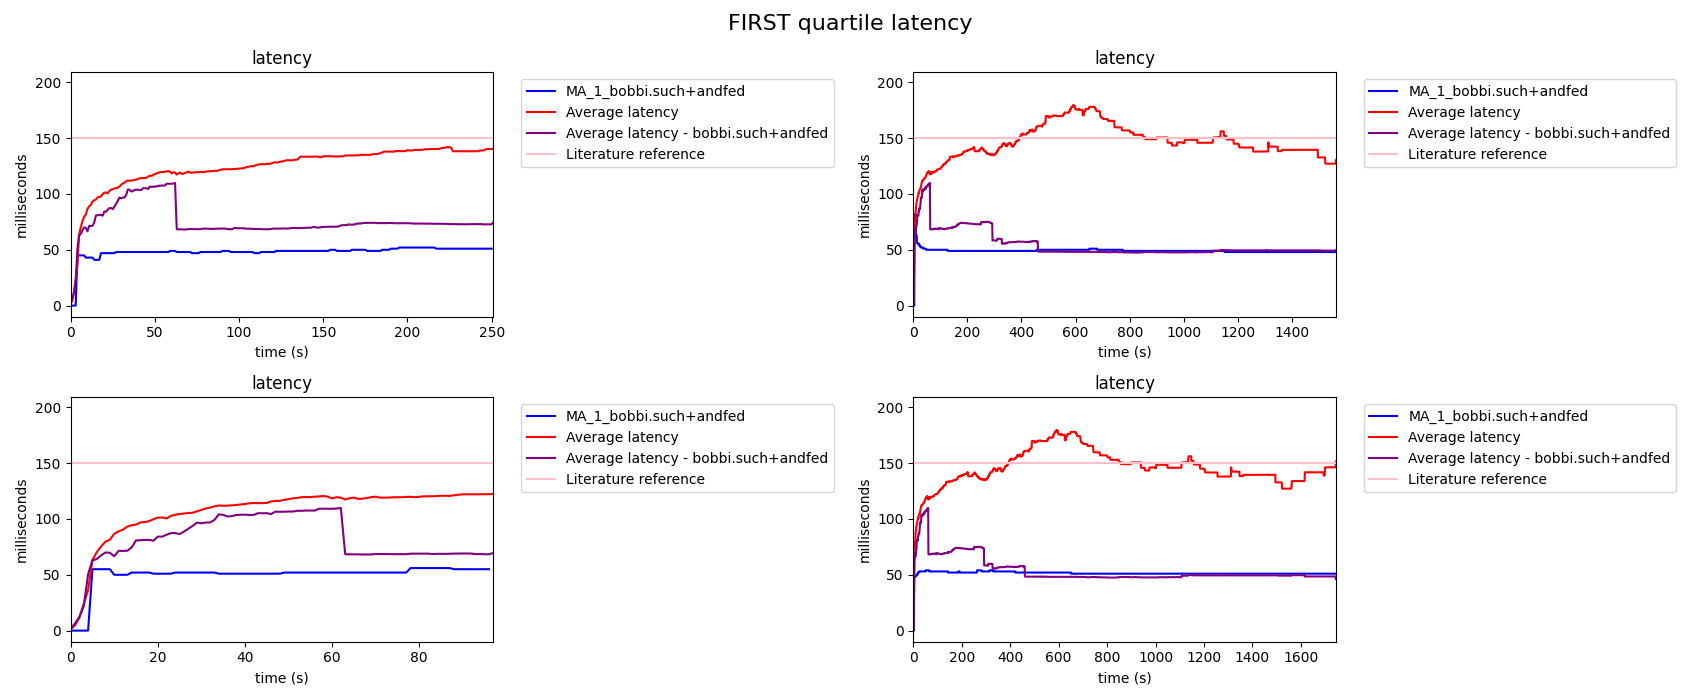 FIRST quartile latency
latency
milliseconds
200
150
100
50
0
0 50 100 150 200 250
time (s)
MA_1_bobbi.such+andfed
Average latency
Average latency - bobbi.such+andfed
Literature reference
latency
milliseconds
200
150
100
50
0
0 200 400 600 800 1000 1200 1400
time (s)
MA_1_bobbi.such+andfed
Average latency
Average latency - bobbi.such+andfed
Literature reference
latency
milliseconds
200
150
100
50
0
0 20 40 60 80
time (s)
MA_1_bobbi.such+andfed
Average latency
Average latency - bobbi.such+andfed
Literature reference
latency
milliseconds
200
150
100
50
0
0 200 400 600 800 1000 1200 1400 1600
time (s)
MA_1_bobbi.such+andfed
Average latency
Average latency - bobbi.such+andfed
Literature reference